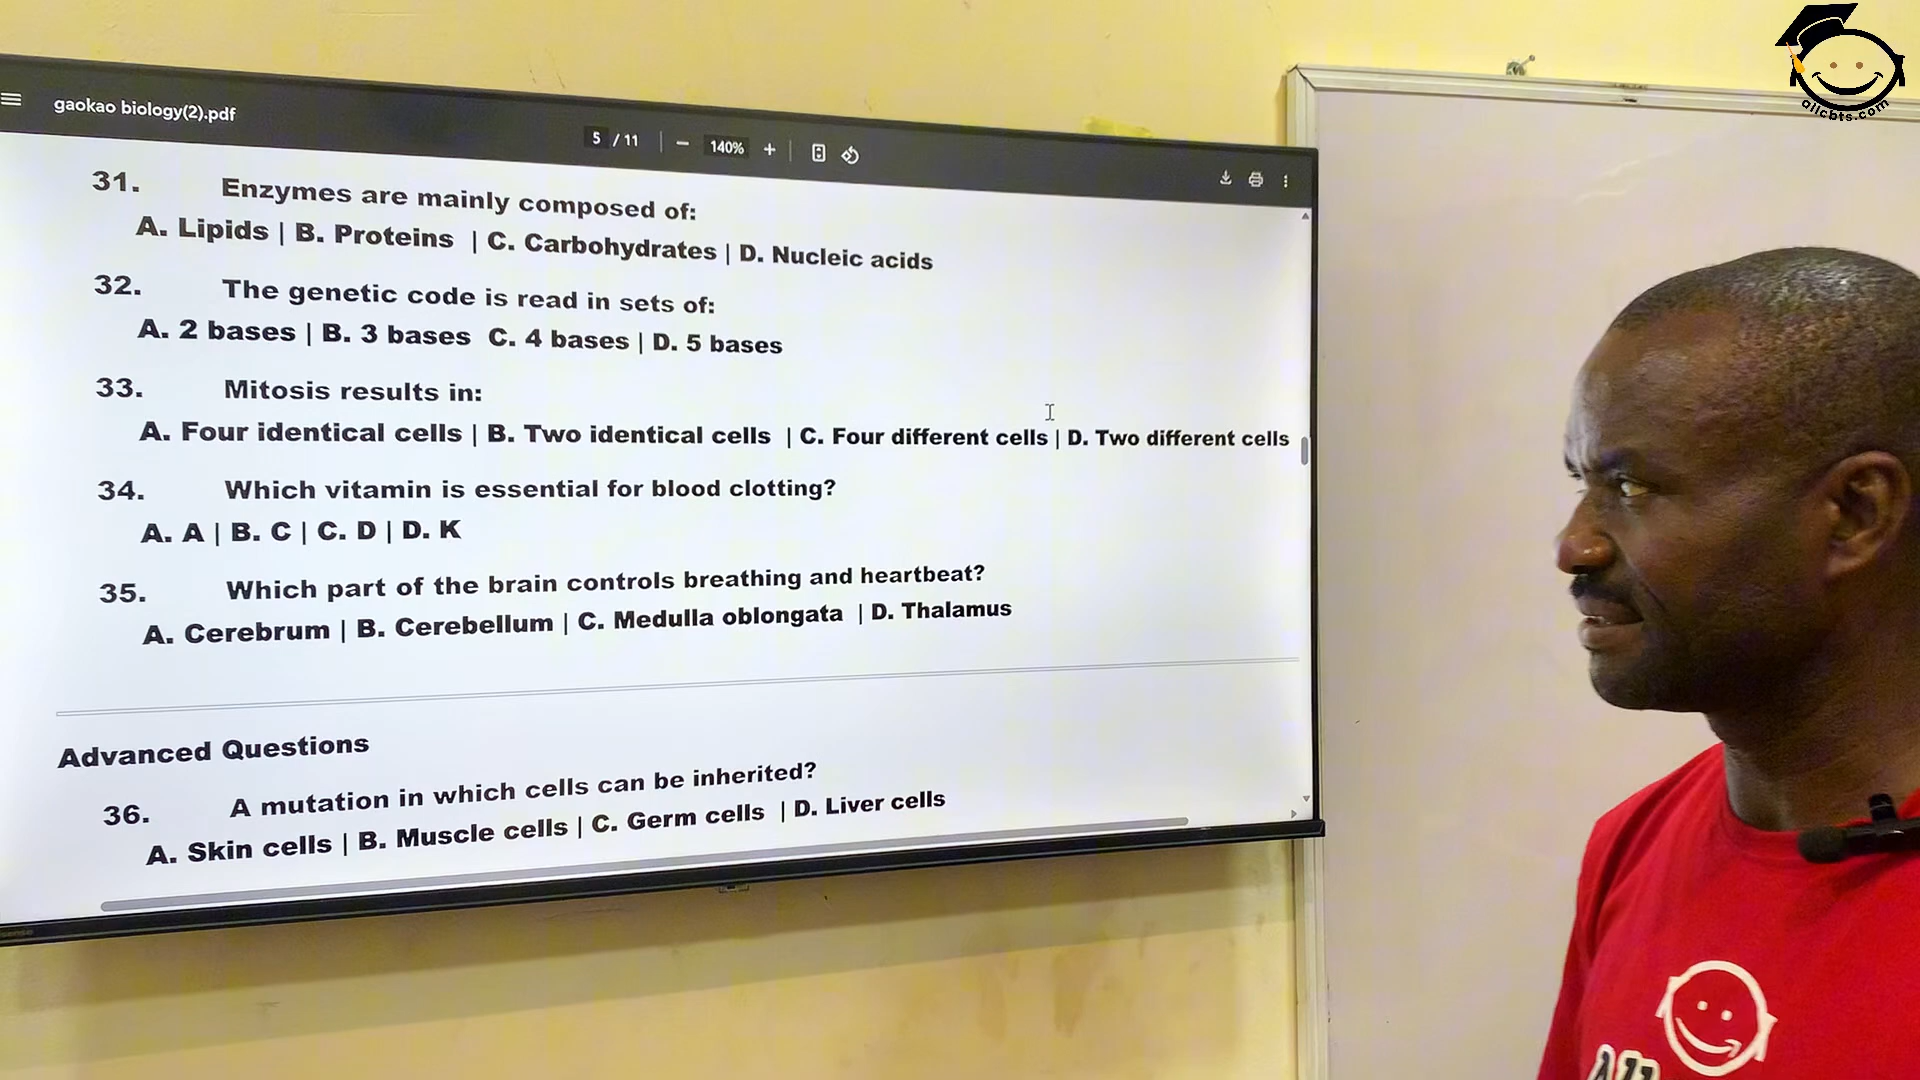 allcbts.com
gaokao biology(2).pdf
5 / 11 | − 140% + |
31. Enzymes are mainly composed of:
A. Lipids | B. Proteins | C. Carbohydrates | D. Nucleic acids
32. The genetic code is read in sets of:
A. 2 bases | B. 3 bases C. 4 bases | D. 5 bases
33. Mitosis results in:
A. Four identical cells | B. Two identical cells | C. Four different cells | D. Two different cells
34. Which vitamin is essential for blood clotting?
A. A | B. C | C. D | D. K
35. Which part of the brain controls breathing and heartbeat?
A. Cerebrum | B. Cerebellum | C. Medulla oblongata | D. Thalamus
Advanced Questions
36. A mutation in which cells can be inherited?
A. Skin cells | B. Muscle cells | C. Germ cells | D. Liver cells